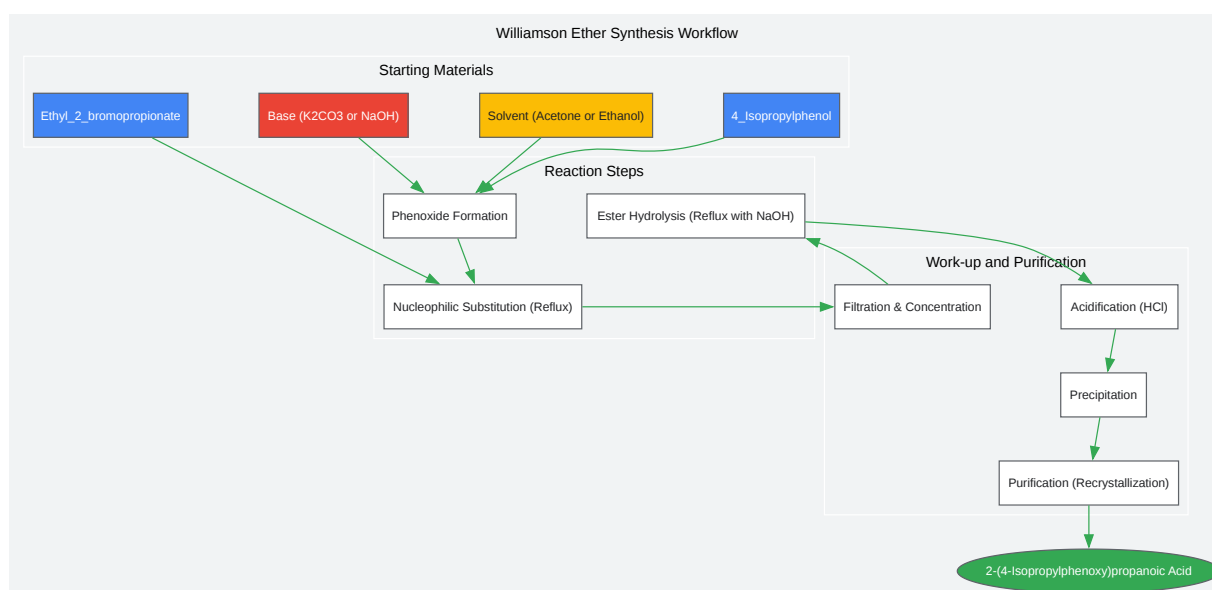 Williamson Ether Synthesis Workflow
Starting Materials
Ethyl_2_bromopropionate
Base (K2CO3 or NaOH)
Solvent (Acetone or Ethanol)
4_Isopropylphenol
Reaction Steps
Phenoxide Formation
Ester Hydrolysis (Reflux with NaOH)
Work-up and Purification
Nucleophilic Substitution (Reflux)
Filtration & Concentration
Acidification (HCl)
Precipitation
Purification (Recrystallization)
2-(4-Isopropylphenoxy)propanoic Acid